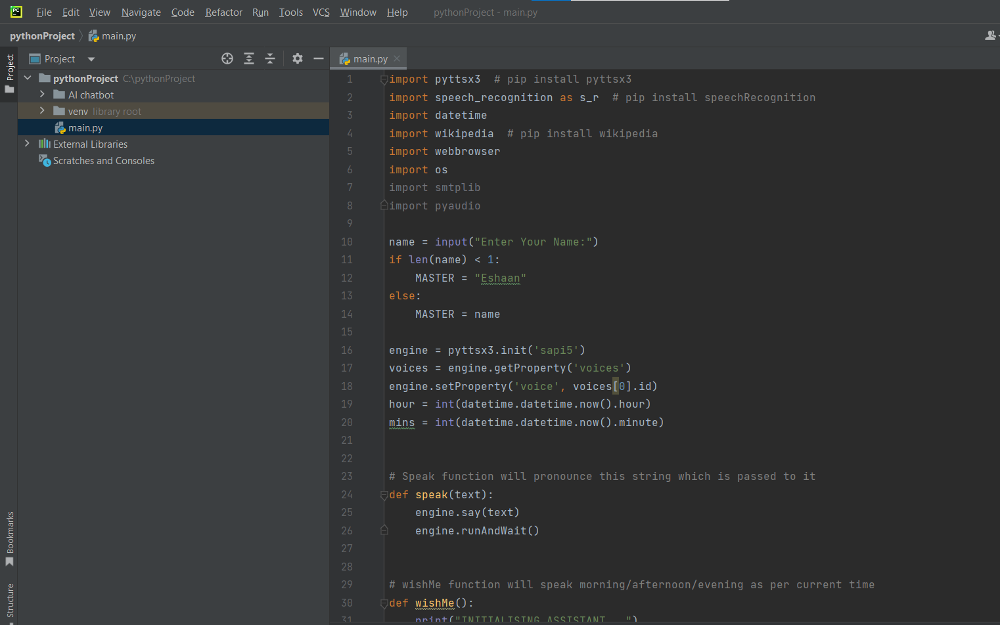 PC
File Edit View Navigate Code Refactor Run Tools VCS Window Help pythonProject - main.py
pythonProject main.py
Project
Project
main.py
pythonProject C:\pythonProject
AI chatbot
venv library root
main.py
External Libraries
Scratches and Consoles
Bookmarks
Structure
1 import pyttsx3  # pip install pyttsx3
2 import speech_recognition as s_r  # pip install speechRecognition
3 import datetime
4 import wikipedia  # pip install wikipedia
5 import webbrowser
6 import os
7 import smtplib
8 import pyaudio
9
10 name = input("Enter Your Name:")
11 if len(name) < 1:
12     MASTER = "Eshaan"
13 else:
14     MASTER = name
15
16 engine = pyttsx3.init('sapi5')
17 voices = engine.getProperty('voices')
18 engine.setProperty('voice', voices[0].id)
19 hour = int(datetime.datetime.now().hour)
20 mins = int(datetime.datetime.now().minute)
21
22
23 # Speak function will pronounce this string which is passed to it
24 def speak(text):
25     engine.say(text)
26     engine.runAndWait()
27
28
29 # wishMe function will speak morning/afternoon/evening as per current time
30 def wishMe():
31     print("INITIALISING ASSISTANT...")